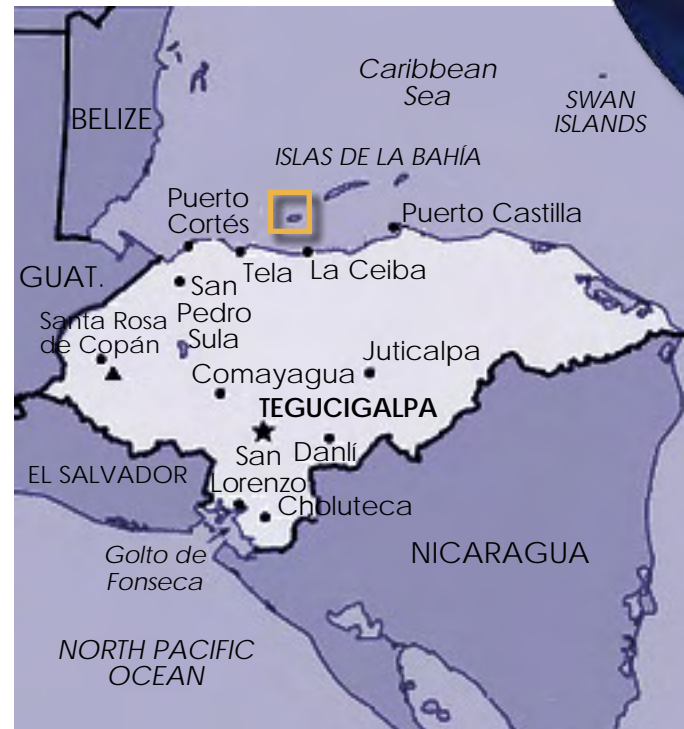 Caribbean
Sea
SWAN
ISLANDS
BELIZE
ISLAS DE LA BAHÍA
Puerto
Cortés
Puerto Castilla
Tela
La Ceiba
GUAT.
San
Pedro
Sula
Santa Rosa
de Copán
Juticalpa
Comayagua
TEGUCIGALPA
San
Lorenzo
Danlí
EL SALVADOR
Choluteca
Golto de
Fonseca
NICARAGUA
NORTH PACIFIC
OCEAN